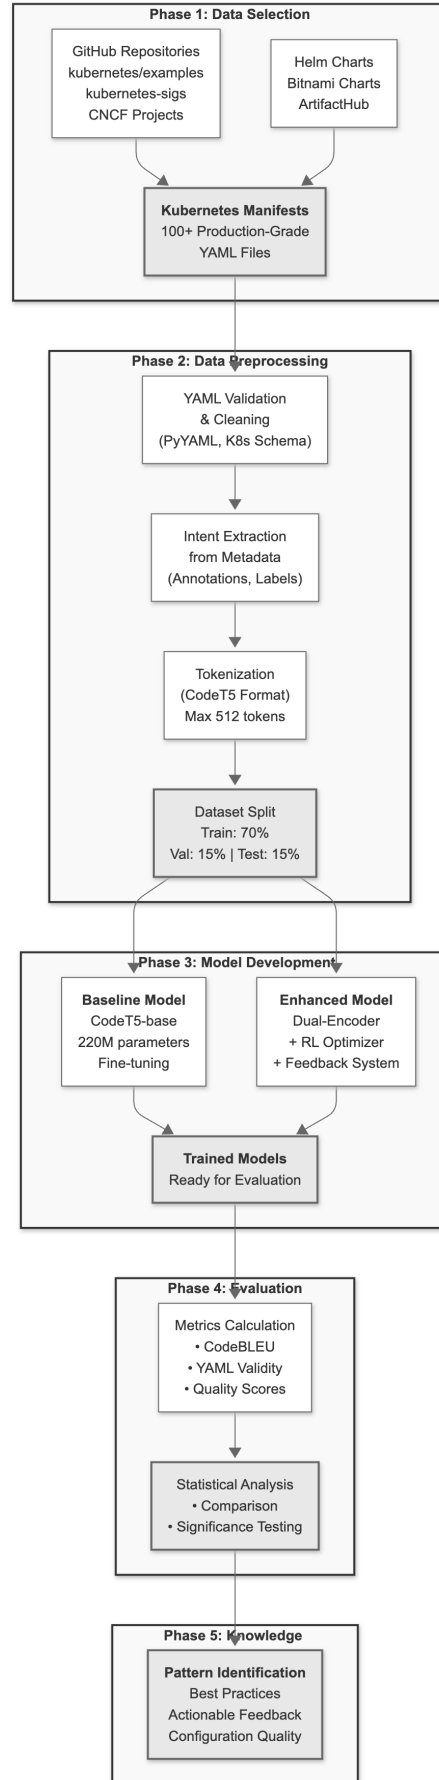 Phase 1: Data Selection
GitHub Repositories
kubernetes/examples
kubernetes-sigs
CNCF Projects
Helm Charts
Bitnami Charts
ArtifactHub
Kubernetes Manifests
100+ Production-Grade
YAML Files
Phase 2: Data Preprocessing
YAML Validation
& Cleaning
(PyYAML, K8s Schema)
Intent Extraction
from Metadata
(Annotations, Labels)
Tokenization
(CodeT5 Format)
Max 512 tokens
Dataset Split
Train: 70%
Val: 15% | Test: 15%
Phase 3: Model Development
Baseline Model
CodeT5-base
220M parameters
Fine-tuning
Enhanced Model
Dual-Encoder
+ RL Optimizer
+ Feedback System
Trained Models
Ready for Evaluation
Phase 4: Evaluation
Metrics Calculation
• CodeBLEU
• YAML Validity
• Quality Scores
Statistical Analysis
• Comparison
• Significance Testing
Phase 5: Knowledge
Pattern Identification
Best Practices
Actionable Feedback
Configuration Quality